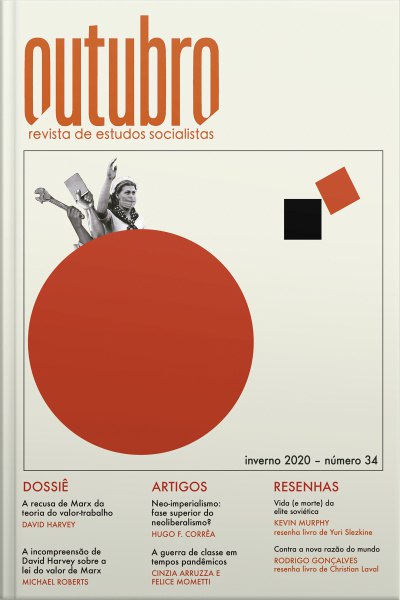 outubro
revista de estudos socialistas
inverno 2020 – número 34
DOSSIÊ
A recusa de Marx da
teoria do valor-trabalho
DAVID HARVEY
A incompreensão de
David Harvey sobre a
lei do valor de Marx
MICHAEL ROBERTS
ARTIGOS
Neo-imperialismo:
fase superior do
neoliberalismo?
HUGO F. CORRÊA
A guerra de classe em
tempos pandêmicos
CINZIA ARRUZZA E
FELICE MOMETTI
RESENHAS
Vida (e morte) da
elite soviética
KEVIN MURPHY
resenha livro de Yuri Slezkine
Contra a nova razão do mundo
RODRIGO GONÇALVES
resenha livro de Christian Laval